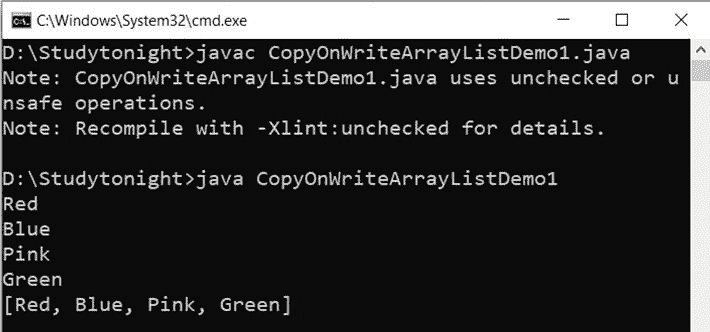 C:\Windows\System32\cmd.exe
D:\Studytonight>javac CopyOnWriteArrayListDemo1.java
Note: CopyOnWriteArrayListDemo1.java uses unchecked or u
nsafe operations.
Note: Recompile with -Xlint:unchecked for details.
D:\Studytonight>java CopyOnWriteArrayListDemo1
Red
Blue
Pink
Green
[Red, Blue, Pink, Green]